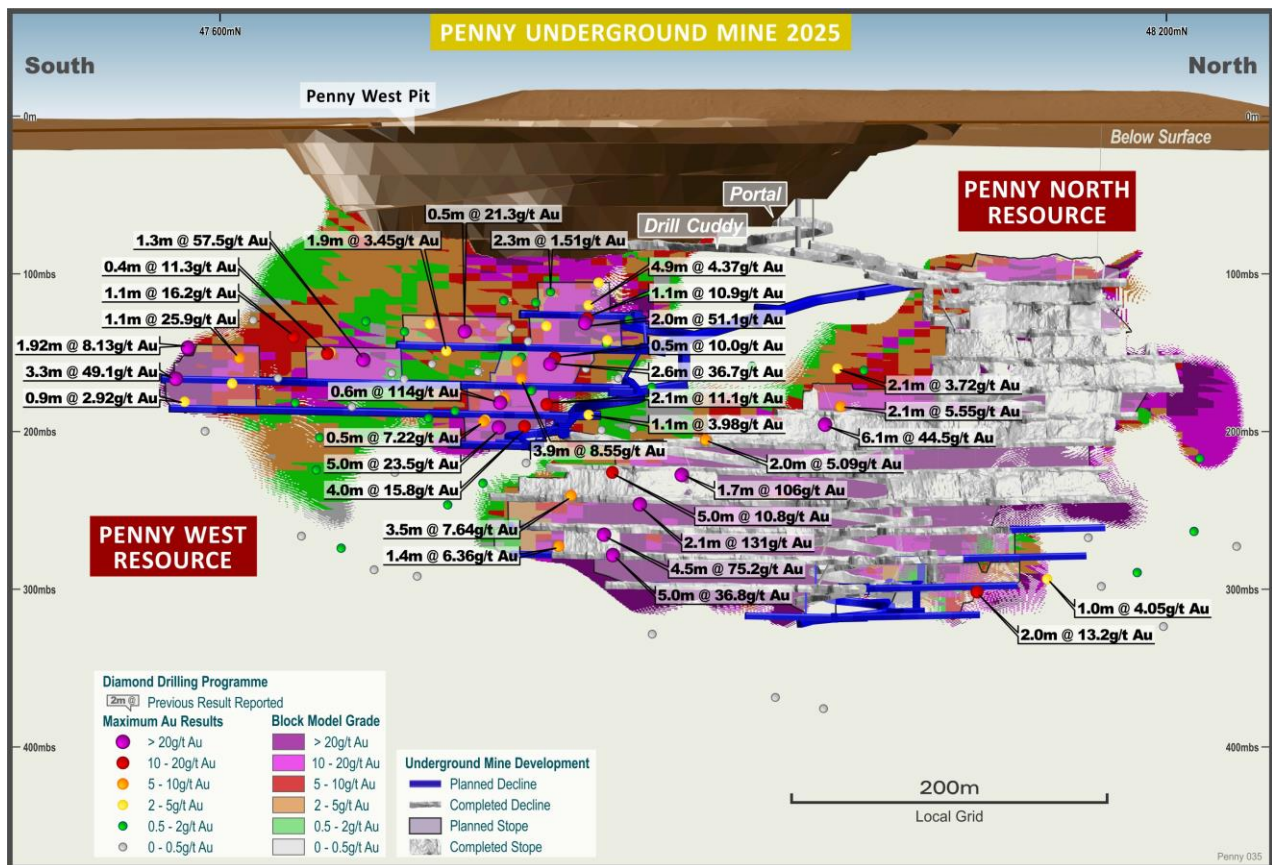 47 600mN
PENNY UNDERGROUND MINE 2025
48 200mN
South
North
Penny West Pit
0m
0m
Below Surface
Portal
PENNY NORTH
RESOURCE
Drill Cuddy
0.5m @ 21.3g/t Au
1.3m @ 57.5g/t Au
1.9m @ 3.45g/t Au
2.3m @ 1.51g/t Au
0.4m @ 11.3g/t Au
4.9m @ 4.37g/t Au
100mbs
100mbs
1.1m @ 16.2g/t Au
1.1m @ 10.9g/t Au
1.1m @ 25.9g/t Au
2.0m @ 51.1g/t Au
1.92m @ 8.13g/t Au
0.5m @ 10.0g/t Au
3.3m @ 49.1g/t Au
2.6m @ 36.7g/t Au
0.9m @ 2.92g/t Au
0.6m @ 114g/t Au
2.1m @ 11.1g/t Au
2.1m @ 3.72g/t Au
2.1m @ 5.55g/t Au
1.1m @ 3.98g/t Au
200mbs
0.5m @ 7.22g/t Au
6.1m @ 44.5g/t Au
200mbs
3.9m @ 8.55g/t Au
5.0m @ 23.5g/t Au
2.0m @ 5.09g/t Au
4.0m @ 15.8g/t Au
1.7m @ 106g/t Au
5.0m @ 10.8g/t Au
PENNY WEST
RESOURCE
3.5m @ 7.64g/t Au
2.1m @ 131g/t Au
1.4m @ 6.36g/t Au
4.5m @ 75.2g/t Au
300mbs
5.0m @ 36.8g/t Au
300mbs
1.0m @ 4.05g/t Au
2.0m @ 13.2g/t Au
Diamond Drilling Programme
2m @ Previous Result Reported
Maximum Au Results
> 20g/t Au
10 - 20g/t Au
5 - 10g/t Au
2 - 5g/t Au
0.5 - 2g/t Au
0 - 0.5g/t Au
Block Model Grade
> 20g/t Au
10 - 20g/t Au
5 - 10g/t Au
2 - 5g/t Au
0.5 - 2g/t Au
0 - 0.5g/t Au
400mbs
400mbs
Underground Mine Development
Planned Decline
Completed Decline
Planned Stope
Completed Stope
200m
Local Grid
Penny 035